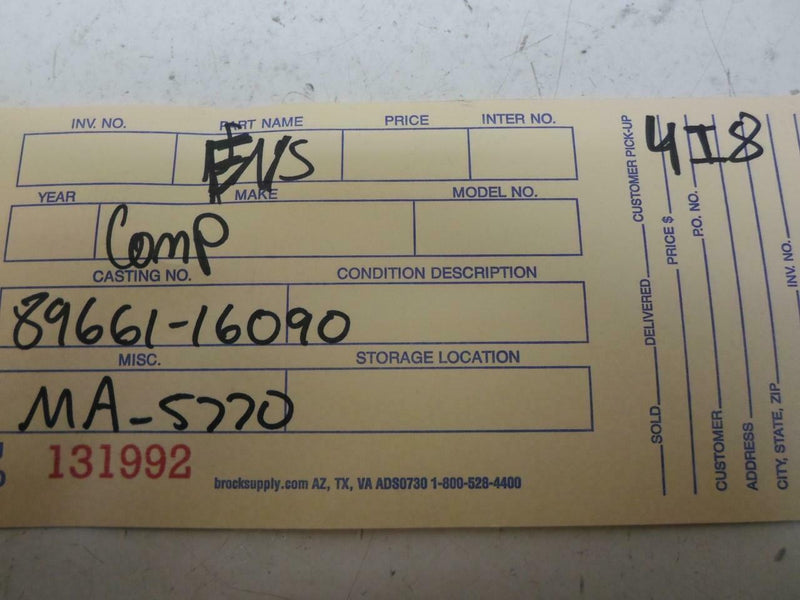 INV. NO. PART NAME PRICE INTER NO.
EVS
YEAR MAKE MODEL NO.
Comp
CASTING NO. CONDITION DESCRIPTION
89661-16090
MISC. STORAGE LOCATION
MA-5770
131992
brocksupply.com AZ, TX, VA ADS0730 1-800-528-4400
4I8
SOLD DELIVERED CUSTOMER PICK-UP
PRICE $
P.O. NO.
CUSTOMER
ADDRESS
CITY, STATE, ZIP
INV. NO.